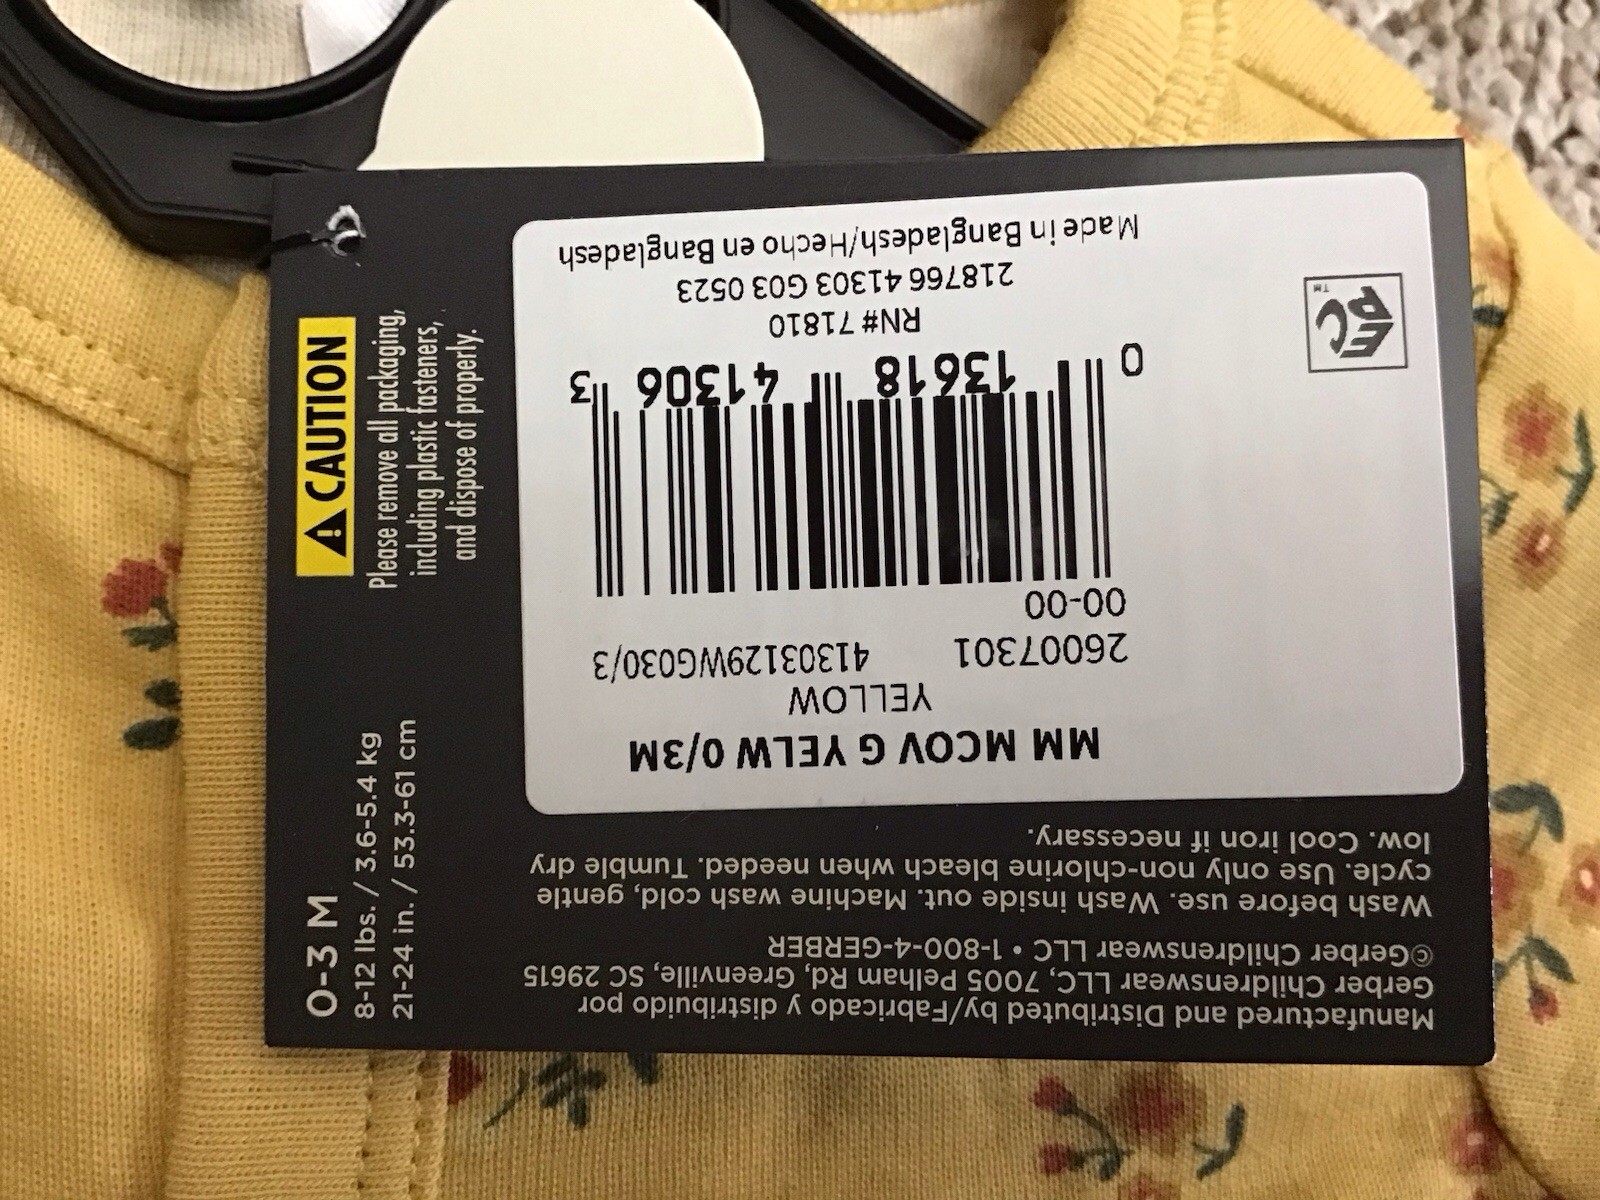 Manufactured and Distributed by/Fabricado y distribuido por
Gerber Childrenswear LLC, 7005 Pelham Rd, Greenville, SC 29615
©Gerber Childrenswear LLC • 1-800-4-GERBER
Wash before use. Wash inside out. Machine wash cold, gentle
cycle. Use only non-chlorine bleach when needed. Tumble dry
low. Cool iron if necessary.
MM MCOV G YELW 0/3M
YELLOW
26007301 41303129WG030/3
00-00
0 13618 41306 3
RN# 71810
218766 41303 G03 0523
Made in Bangladesh/Hecho en Bangladesh
EPC™
0-3 M
8-12 lbs. / 3.6-5.4 kg
21-24 in. / 53.3-61 cm
CAUTION
Please remove all packaging,
including plastic fasteners,
and dispose of properly.